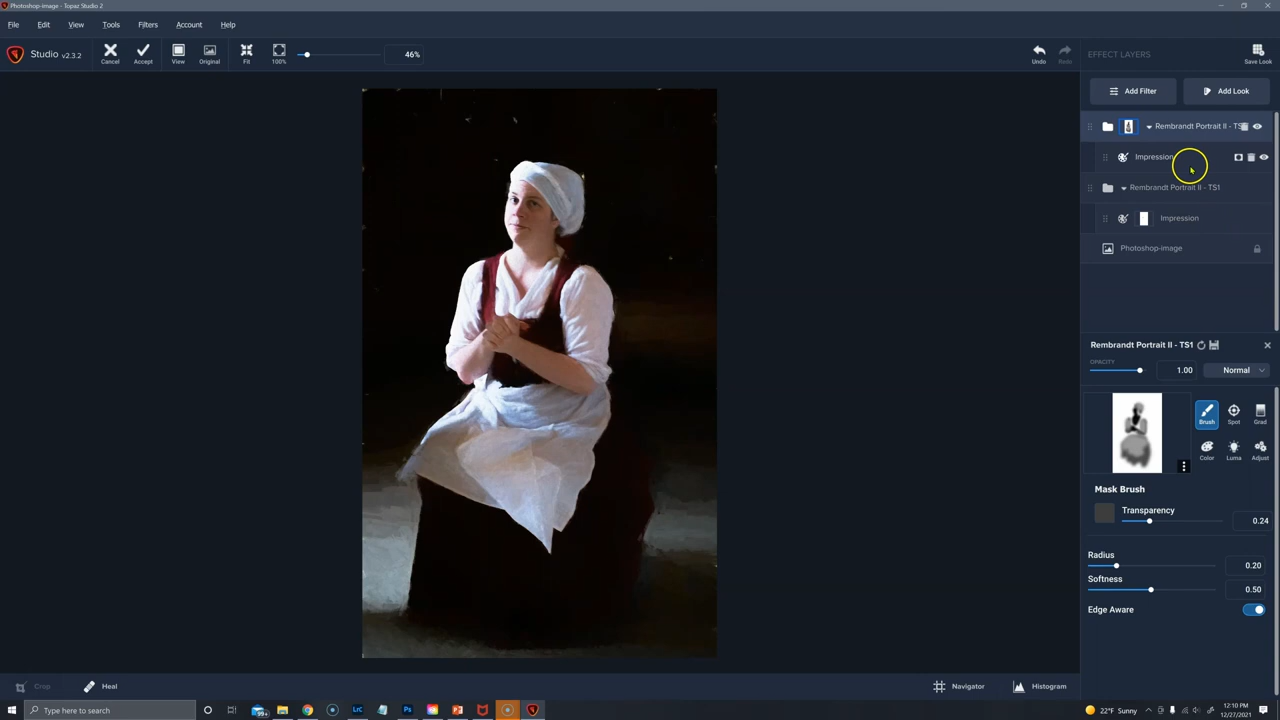 Photoshop-image - Topaz Studio 2
File Edit View Tools Filters Account Help
Studio v2.3.2 Cancel Accept View Original Fit 100% 46% Undo Redo EFFECT LAYERS Save Look
Add Filter Add Look
Rembrandt Portrait II - TS
Impression
Rembrandt Portrait II - TS1
Impression
Photoshop-image
Rembrandt Portrait II - TS1
OPACITY 1.00 Normal
Brush Spot Grad
Color Luma Adjust
Mask Brush
Transparency
0.24
Radius
0.20
Softness
0.50
Edge Aware
Crop Heal Navigator Histogram
Type here to search 99+ Lrc Ps 22°F Sunny 12:10 PM
12/27/2021